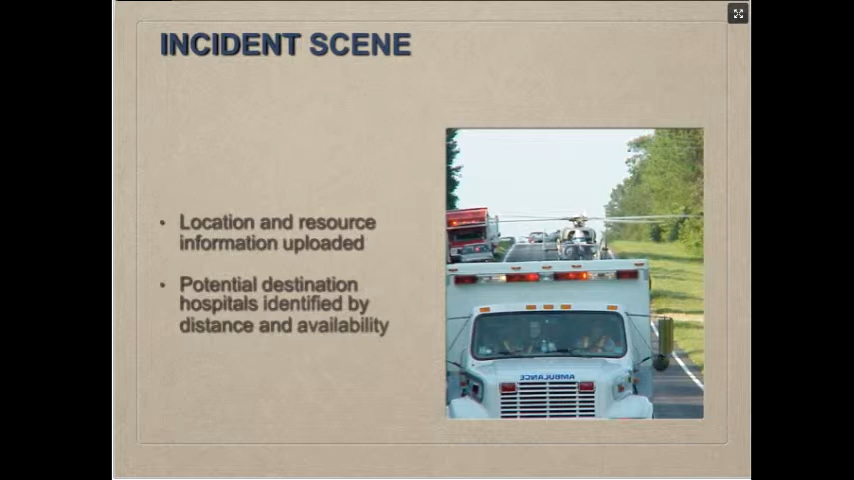 INCIDENT SCENE
• Location and resource
information uploaded
• Potential destination
hospitals identified by
distance and availability
AMBULANCE